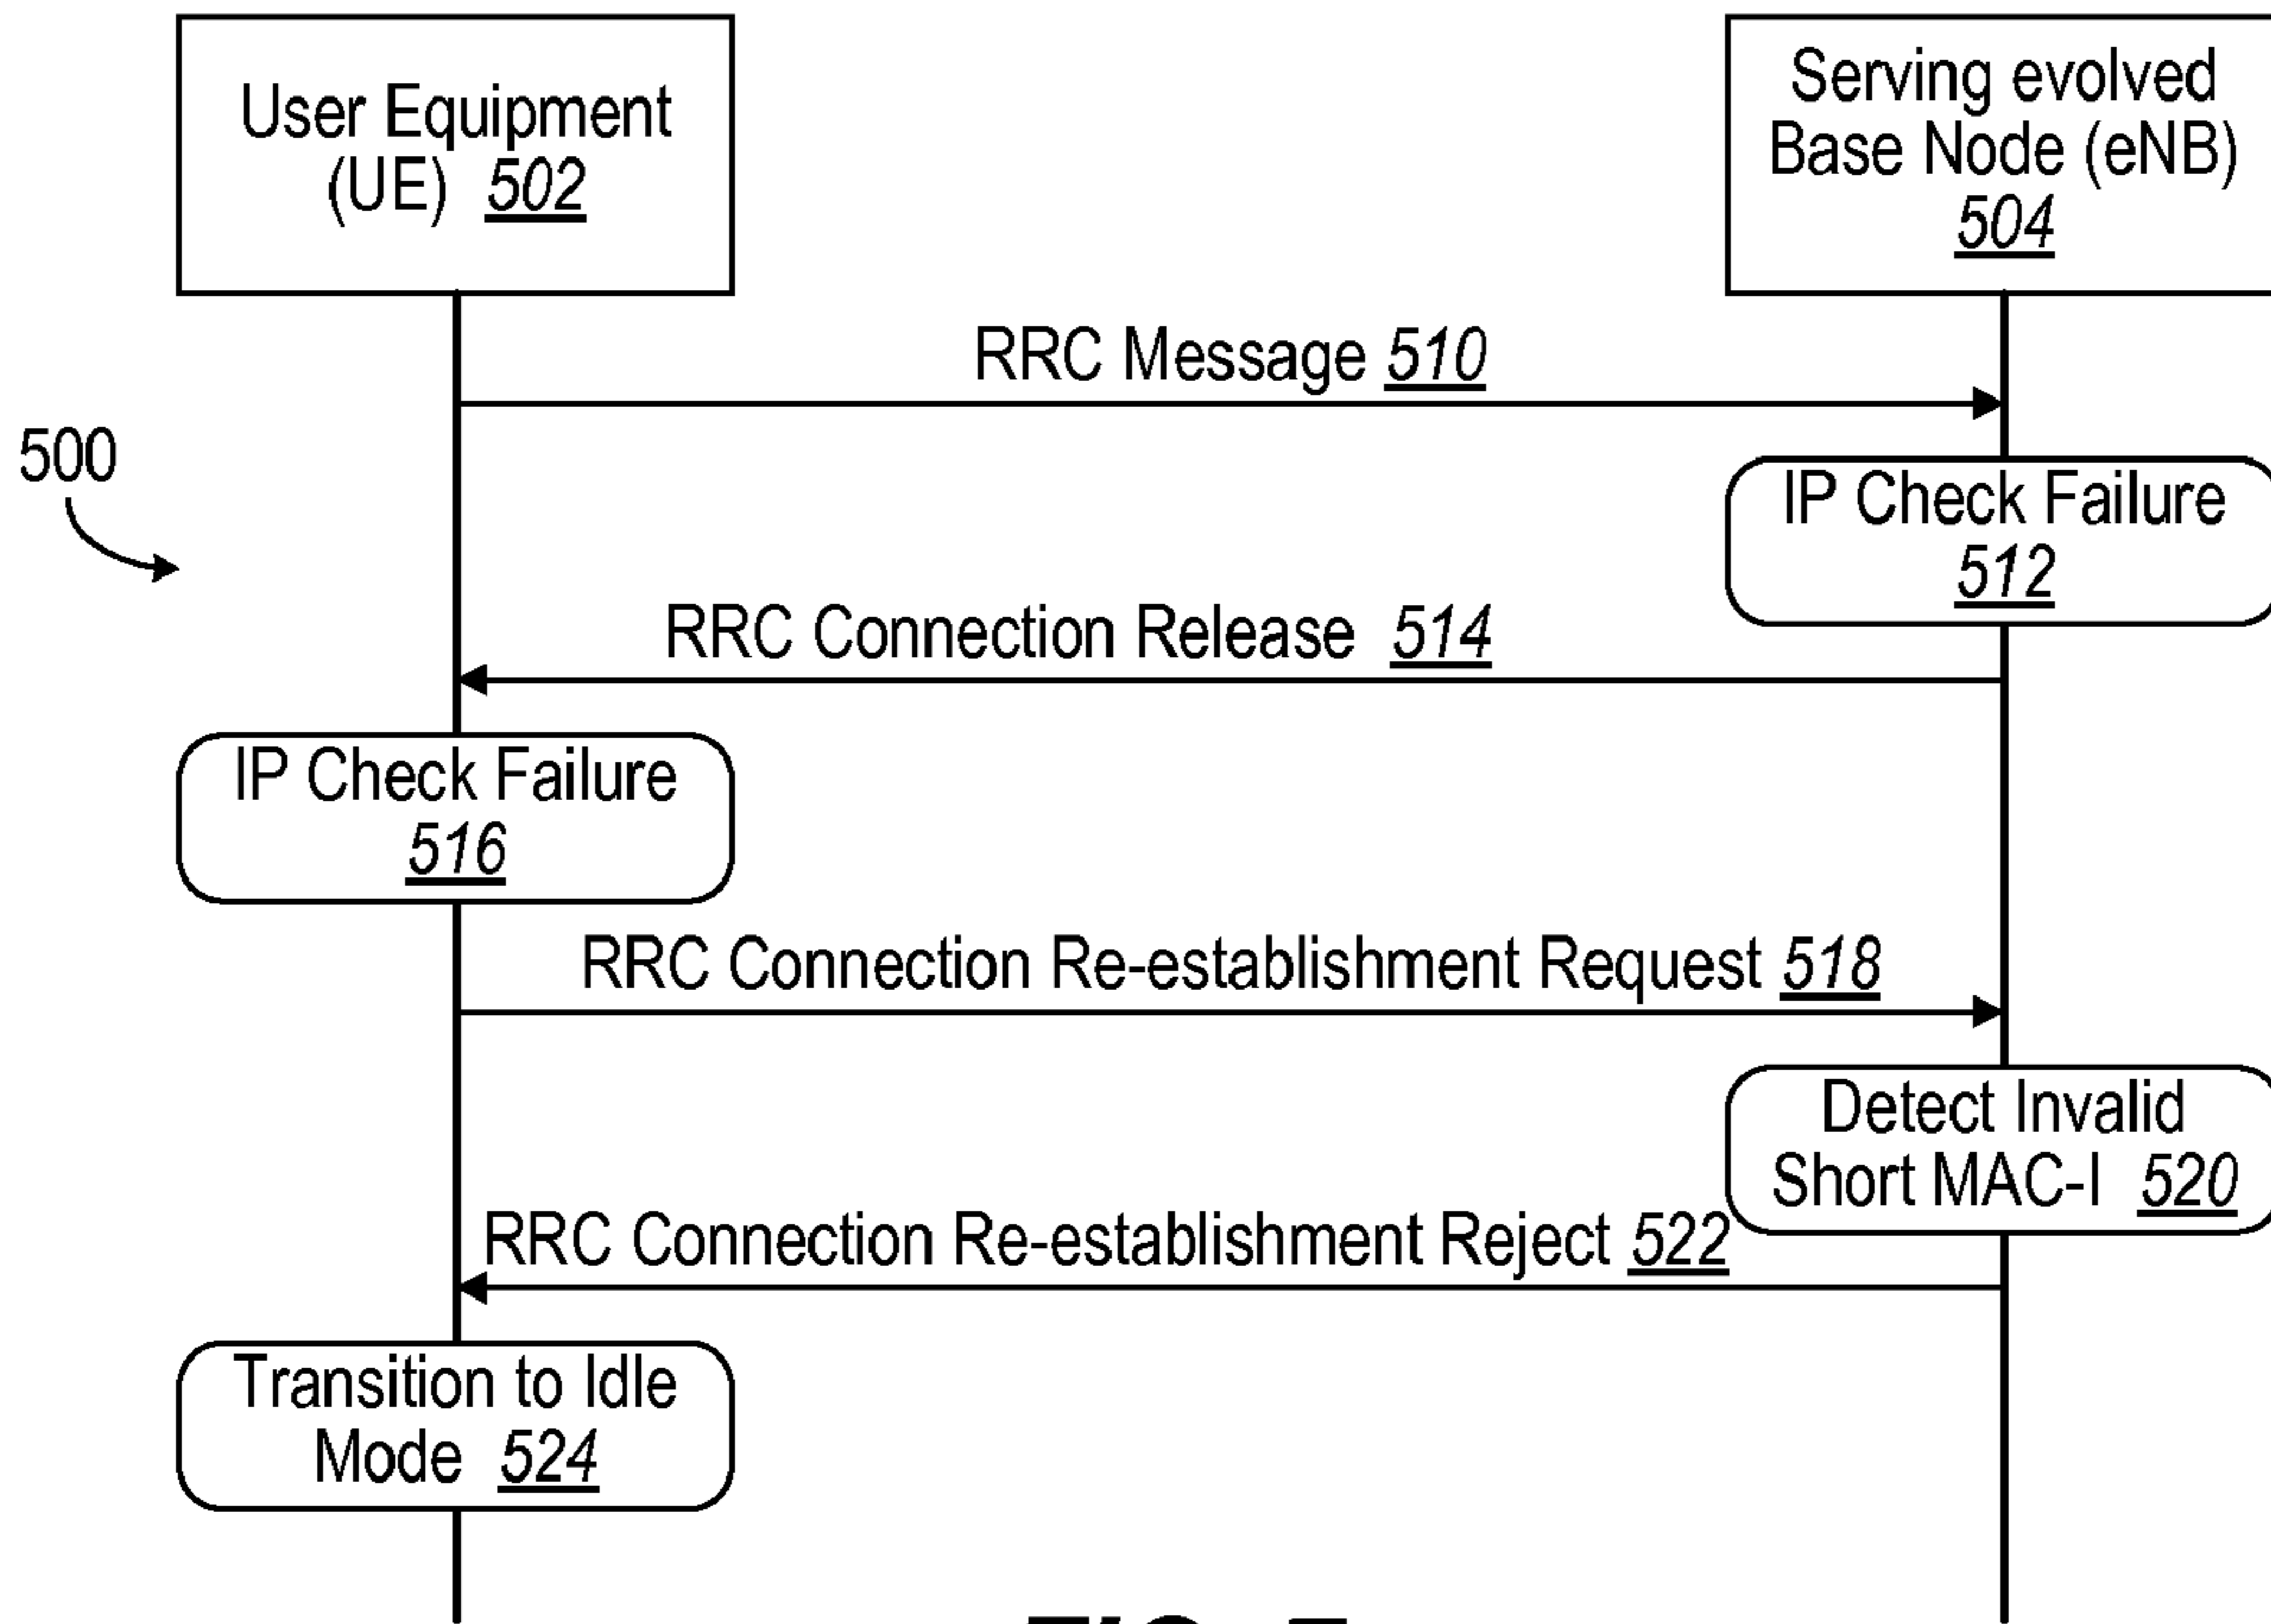 User Equipment
(UE) 502
Serving evolved
Base Node (eNB)
504
RRC Message 510
500
IP Check Failure
512
RRC Connection Release 514
IP Check Failure
516
RRC Connection Re-establishment Request 518
Detect Invalid
Short MAC-I 520
RRC Connection Re-establishment Reject 522
Transition to Idle
Mode 524